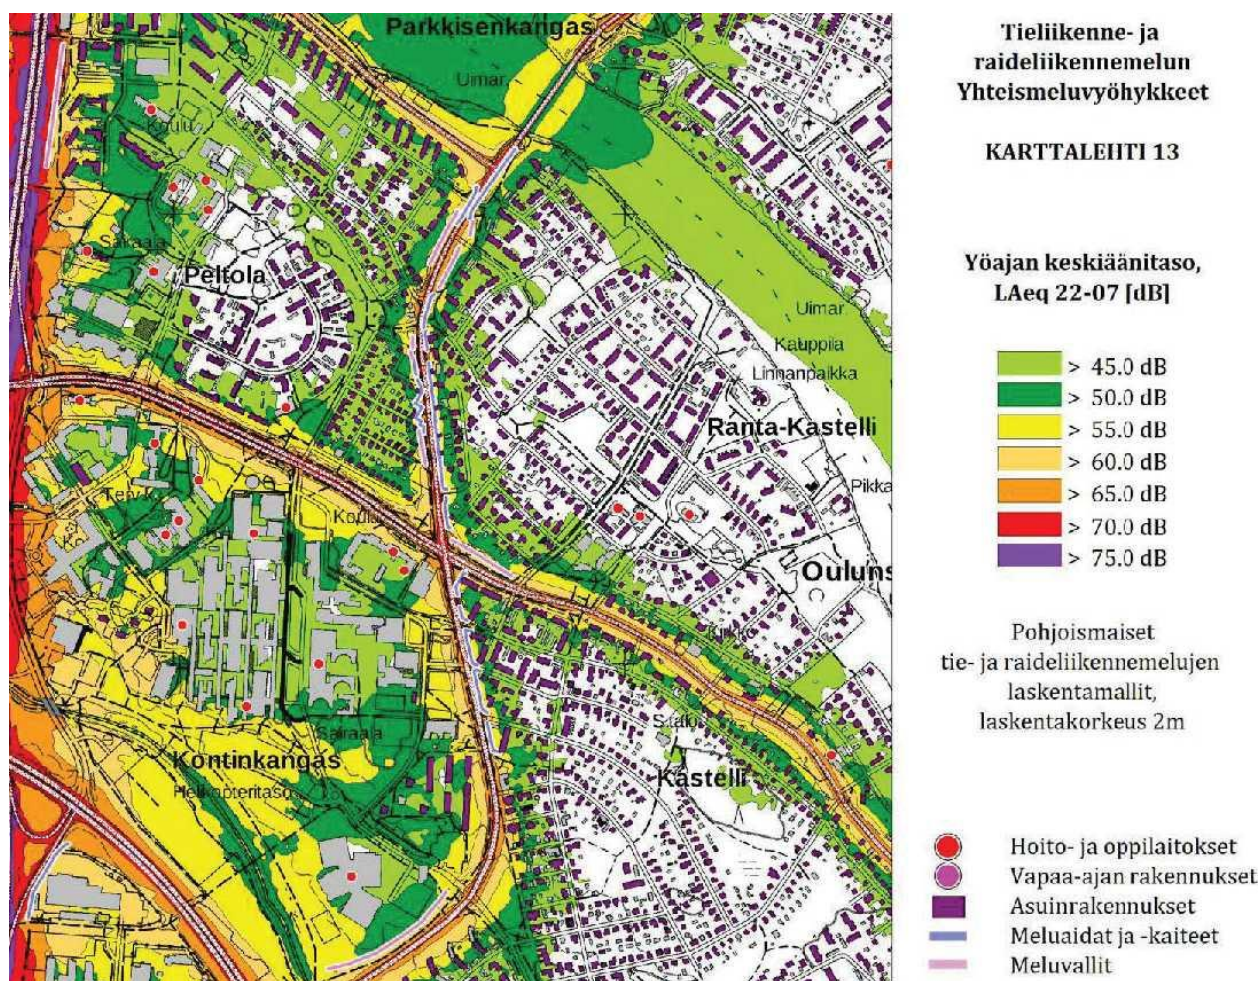 Parkkisenkangas
Uimar.
Koulu
Sairaala
Peltola
Uimar.
Kauppila
Linnanpaikka
Ranta-Kastelli
Pikka
Koulu
Ouluns
Kirkko
S.talo
Sairaala
Kontinkangas
Helikopteritaso
Kastelli
Tieliikenne- ja
raideliikennemelun
Yhteismeluvyöhykkeet
KARTTALEHTI 13
Yöajan keskiäänitaso,
LAeq 22-07 [dB]
> 45.0 dB
> 50.0 dB
> 55.0 dB
> 60.0 dB
> 65.0 dB
> 70.0 dB
> 75.0 dB
Pohjoismaiset
tie- ja raideliikennemelujen
laskentamallit,
laskentakorkeus 2m
Hoito- ja oppilaitokset
Vapaa-ajan rakennukset
Asuinrakennukset
Meluaidat ja -kaiteet
Meluvallit